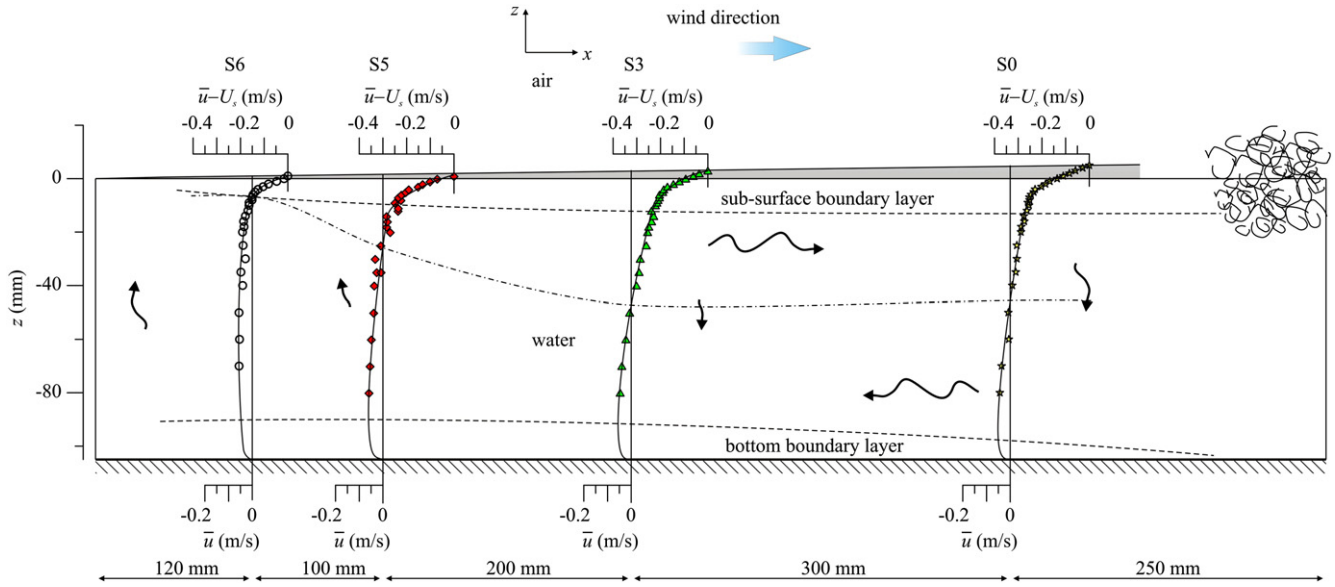 z
wind direction
x
air
S6 S5 S3 S0
u̅−Uₛ (m/s) u̅−Uₛ (m/s) u̅−Uₛ (m/s) u̅−Uₛ (m/s)
-0.4 -0.2 0 -0.4 -0.2 0 -0.4 -0.2 0 -0.4 -0.2 0
0
sub-surface boundary layer
-40
z (mm)
water
-80
bottom boundary layer
-0.2 0 -0.2 0 -0.2 0 -0.2 0
u̅ (m/s) u̅ (m/s) u̅ (m/s) u̅ (m/s)
120 mm 100 mm 200 mm 300 mm 250 mm